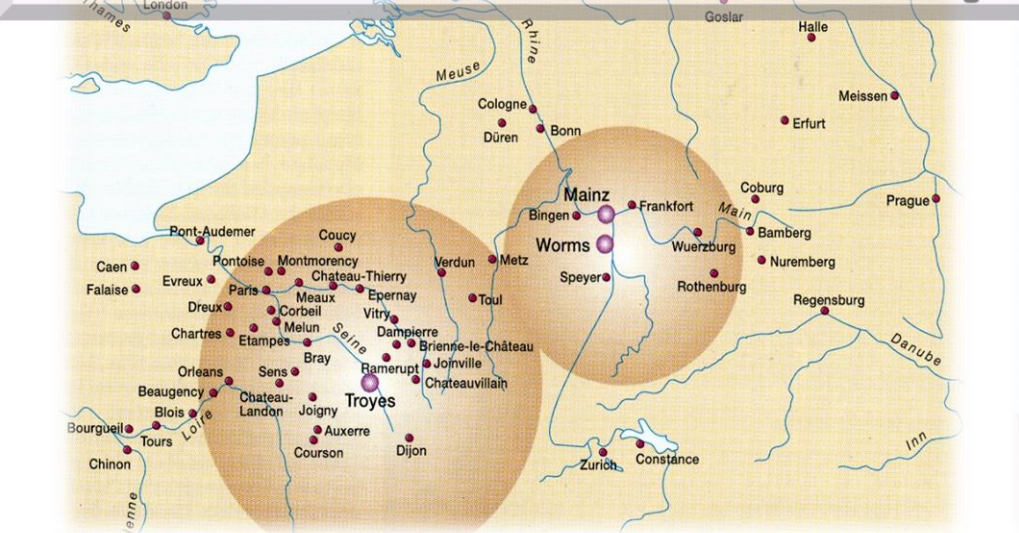 London
Thames
Goslar
Halle
Rhine
Meuse
Meissen
Cologne
Erfurt
Bonn
Düren
Coburg
Mainz
Prague
Frankfort
Main
Bingen
Bamberg
Pont-Audemer
Coucy
Worms
Wuerzburg
Pontoise
Montmorency
Verdun
Metz
Nuremberg
Caen
Chateau-Thierry
Speyer
Evreux
Rothenburg
Falaise
Paris
Meaux
Epernay
Toul
Regensburg
Dreux
Corbeil
Vitry
Melun
Chartres
Seine
Dampierre
Etampes
Brienne-le-Château
Danube
Bray
Joinville
Orleans
Sens
Ramerupt
Chateauvillain
Beaugency
Chateau-
Landon
Troyes
Blois
Joigny
Loire
Bourgueil
Tours
Auxerre
Inn
Courson
Dijon
Chinon
Zurich
Constance
ienne